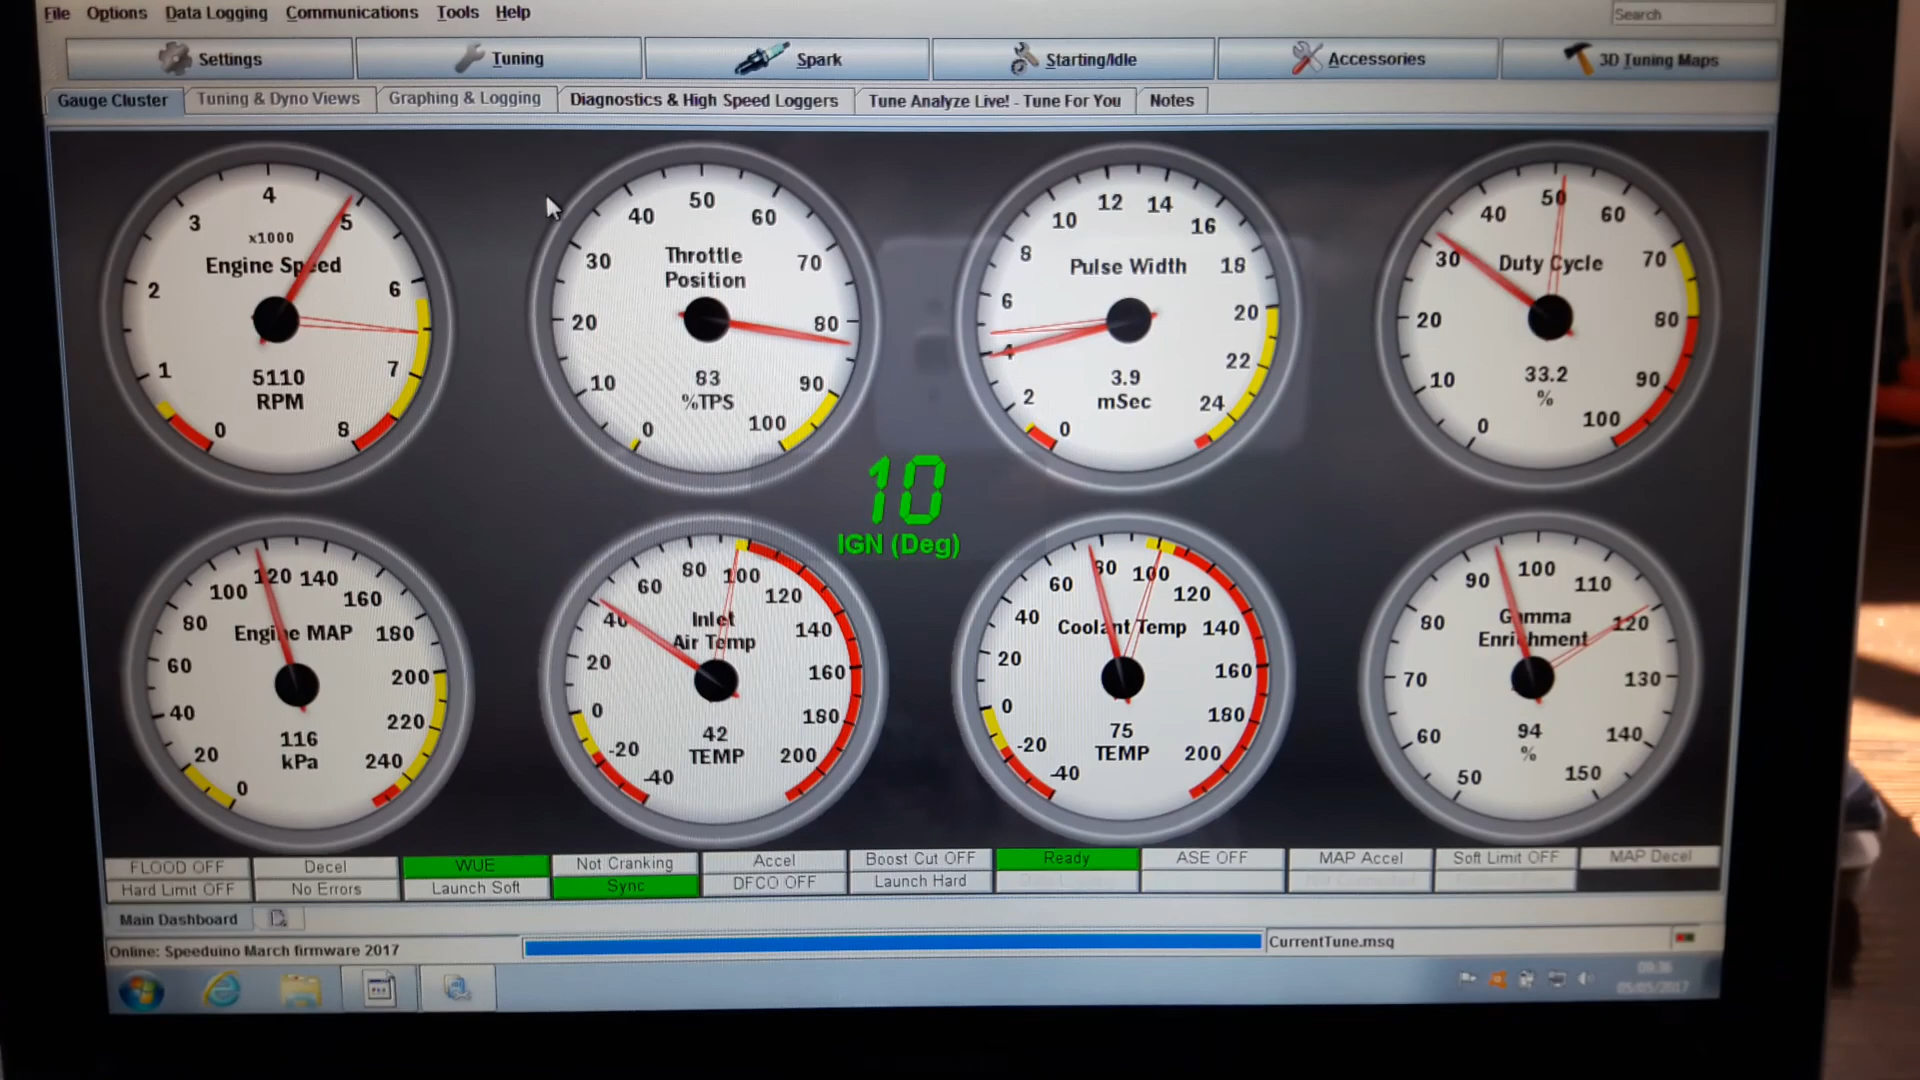 File Options Data Logging Communications Tools Help Search
Settings Tuning Spark Starting/Idle Accessories 3D Tuning Maps
Gauge Cluster Tuning & Dyno Views Graphing & Logging Diagnostics & High Speed Loggers Tune Analyze Live! - Tune For You Notes
0 1 2 3 4 5 6 7 8
x1000
Engine Speed
5110
RPM
0 10 20 30 40 50 60 70 80 90 100
Throttle
Position
83
%TPS
0 2 4 6 8 10 12 14 16 18 20 22 24
Pulse Width
3.9
mSec
0 10 20 30 40 50 60 70 80 90 100
Duty Cycle
33.2
%
10
IGN (Deg)
0 20 40 60 80 100 120 140 160 180 200 220 240
Engine MAP
116
kPa
-40 -20 0 20 40 60 80 100 120 140 160 180 200
Inlet
Air Temp
42
TEMP
-40 -20 0 20 40 60 80 100 120 140 160 180 200
Coolant Temp
75
TEMP
50 60 70 80 90 100 110 120 130 140 150
Gamma
Enrichment
94
%
FLOOD OFF Decel WUE Not Cranking Accel Boost Cut OFF Ready ASE OFF MAP Accel Soft Limit OFF MAP Decel
Hard Limit OFF No Errors Launch Soft Sync DFCO OFF Launch Hard
Main Dashboard
Online: Speeduino March firmware 2017 CurrentTune.msq